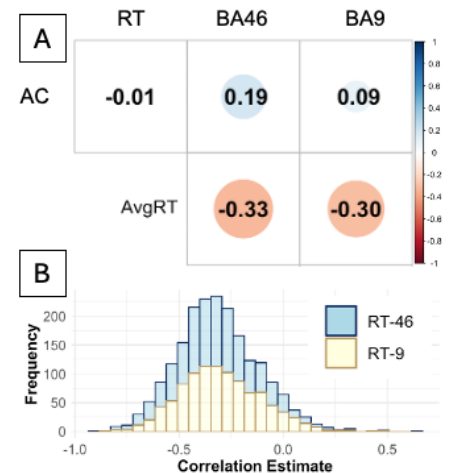 A
RT BA46 BA9
AC -0.01 0.19 0.09
AvgRT -0.33 -0.30
1
0.8
0.6
0.4
0.2
0
-0.2
-0.4
-0.6
-0.8
-1
B
Frequency
200
150
100
50
0
RT-46
RT-9
-1.0 -0.5 0.0 0.5
Correlation Estimate